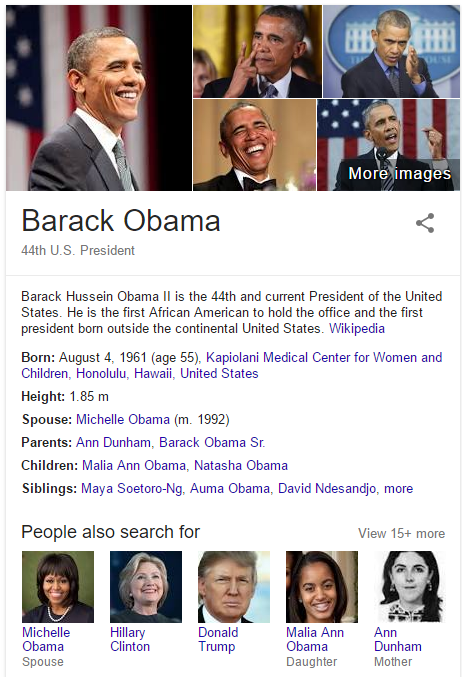 More images
Barack Obama
44th U.S. President
Barack Hussein Obama II is the 44th and current President of the United
States. He is the first African American to hold the office and the first
president born outside the continental United States. Wikipedia
Born: August 4, 1961 (age 55), Kapiolani Medical Center for Women and
Children, Honolulu, Hawaii, United States
Height: 1.85 m
Spouse: Michelle Obama (m. 1992)
Parents: Ann Dunham, Barack Obama Sr.
Children: Malia Ann Obama, Natasha Obama
Siblings: Maya Soetoro-Ng, Auma Obama, David Ndesandjo, more
People also search for
View 15+ more
Michelle
Obama
Spouse
Hillary
Clinton
Donald
Trump
Malia Ann
Obama
Daughter
Ann
Dunham
Mother